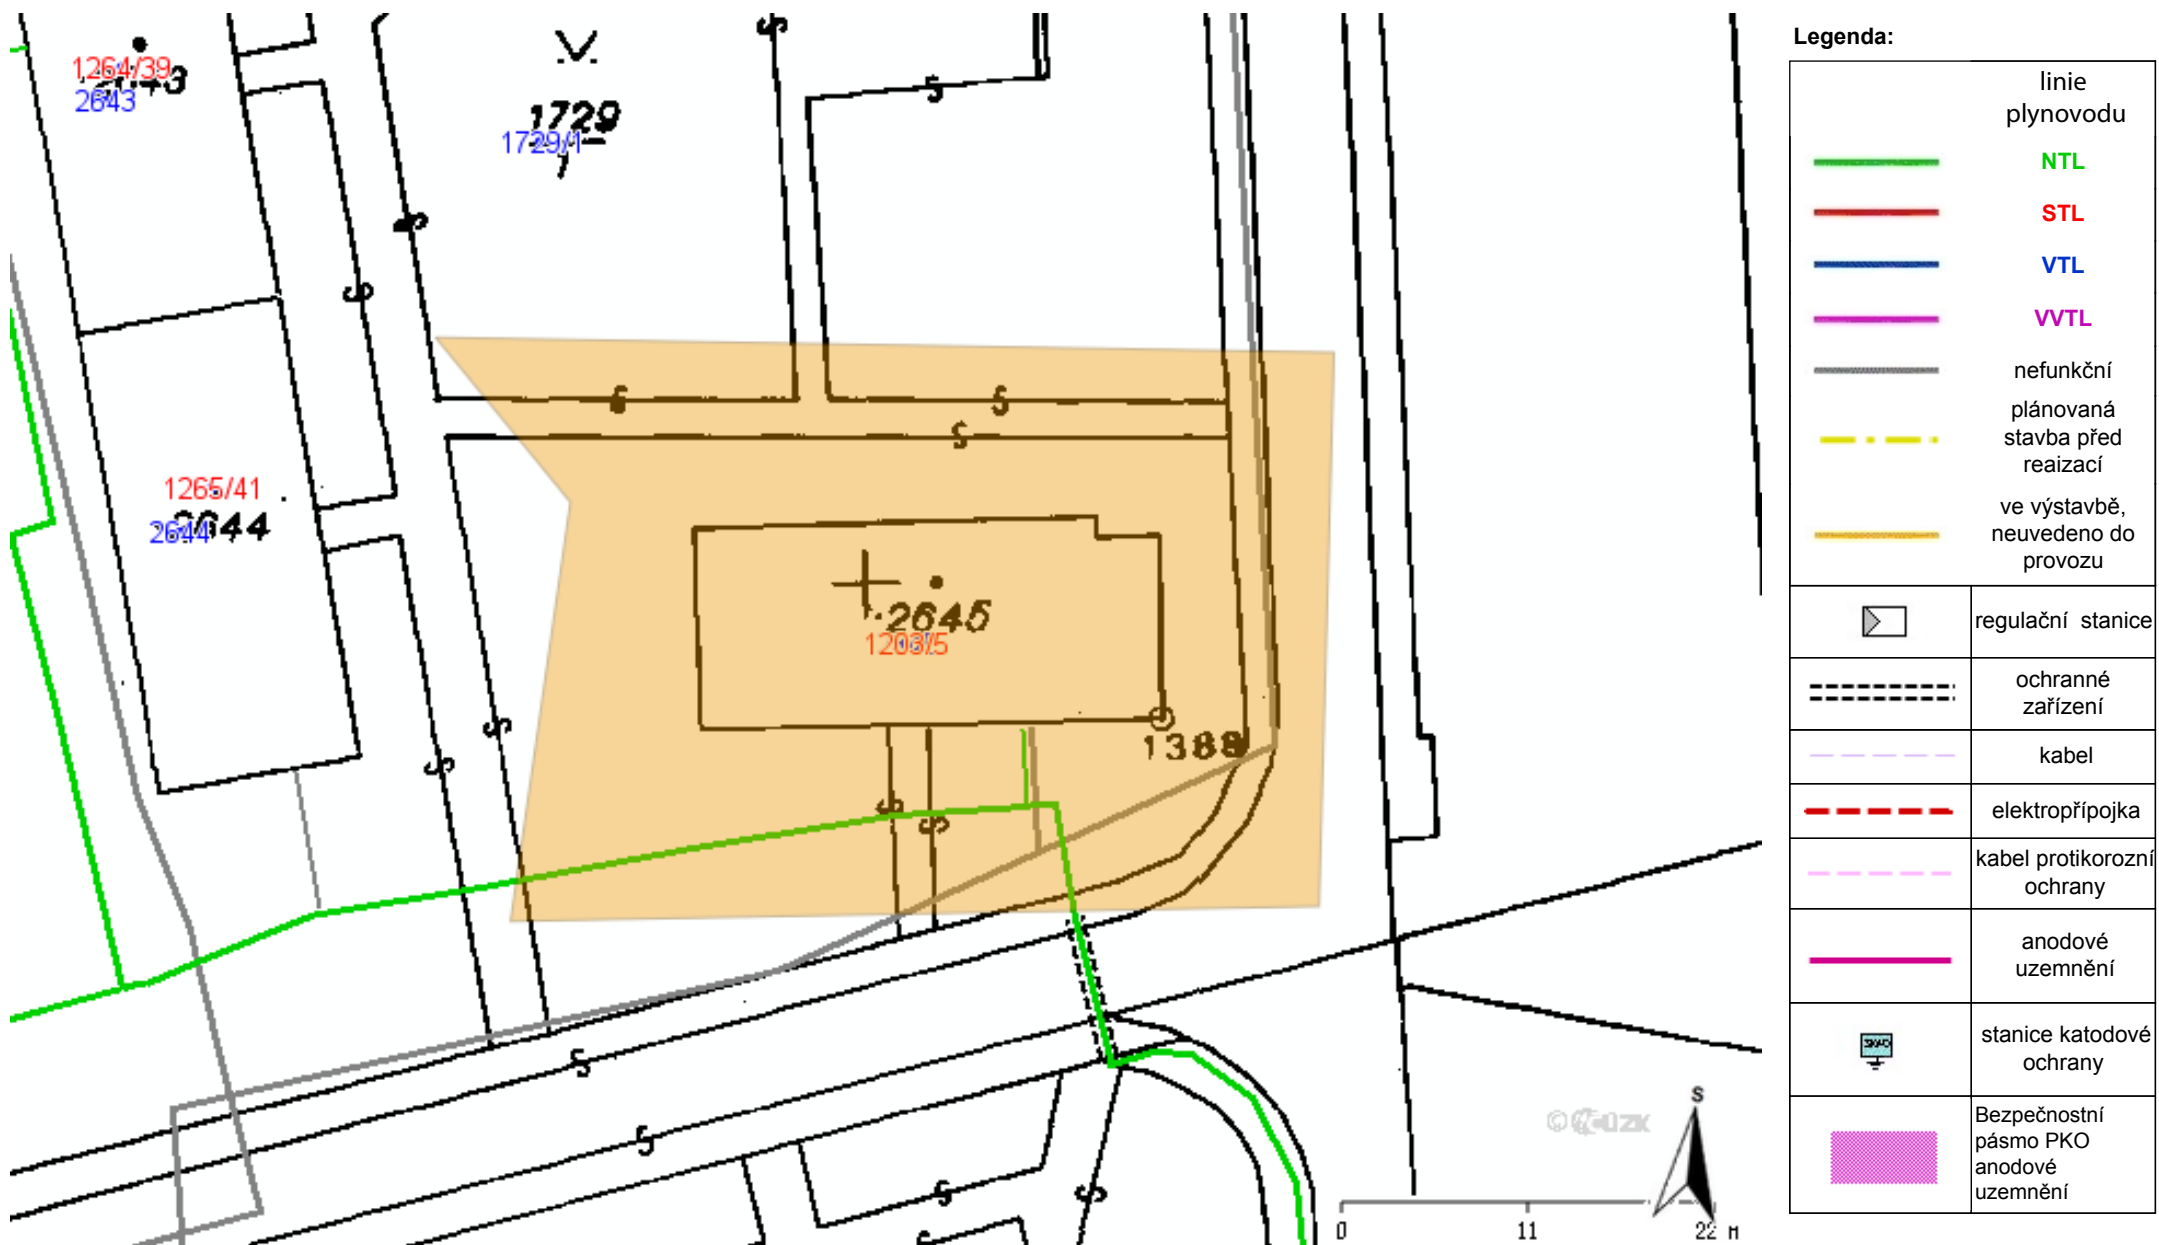 1264/39
2643
1729
1729/1
1265/41
2644
2644
2645
1203/5
1388
0
11
22 M
S
Legenda:
linie
plynovodu
NTL
STL
VTL
VVTL
nefunkční
plánovaná
stavba před
reaizací
ve výstavbě,
neuvedeno do
provozu
regulační stanice
ochranné
zařízení
kabel
elektropřípojka
kabel protikorozní
ochrany
anodové
uzemnění
stanice katodové
ochrany
Bezpečnostní
pásmo PKO
anodové
uzemnění